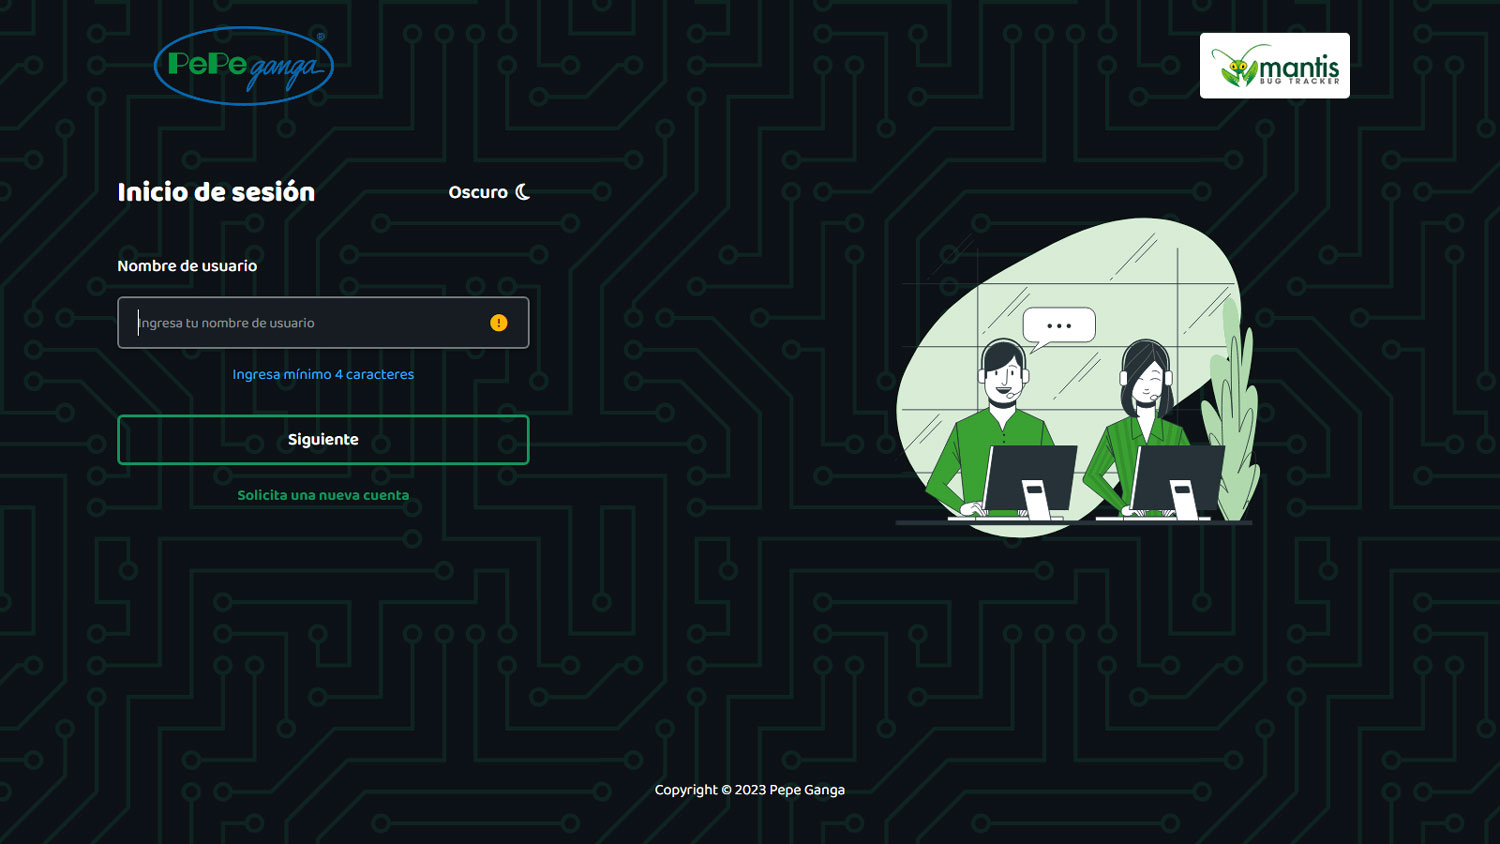 PePe ganga ®
mantis
BUG TRACKER
Inicio de sesión
Oscuro
Nombre de usuario
Ingresa tu nombre de usuario
Ingresa mínimo 4 caracteres
Siguiente
Solicita una nueva cuenta
Copyright © 2023 Pepe Ganga